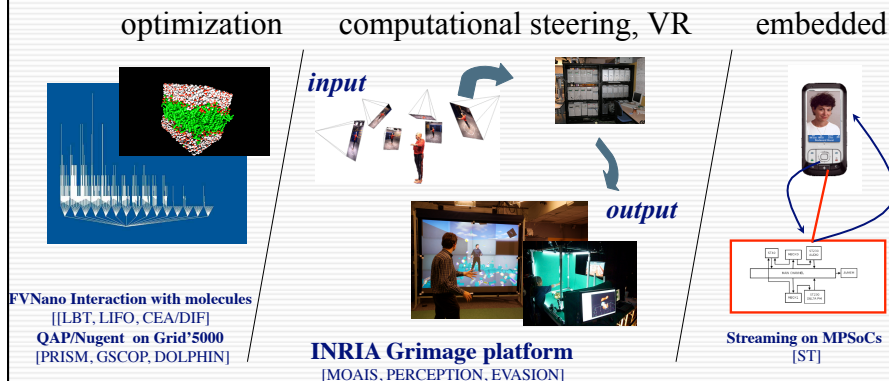 optimization
computational steering, VR
embedded
input
output
FVNano Interaction with molecules
[[LBT, LIFO, CEA/DIF]
QAP/Nugent on Grid'5000
[PRISM, GSCOP, DOLPHIN]
INRIA Grimage platform
[MOAIS, PERCEPTION, EVASION]
Streaming on MPSoCs
[ST]